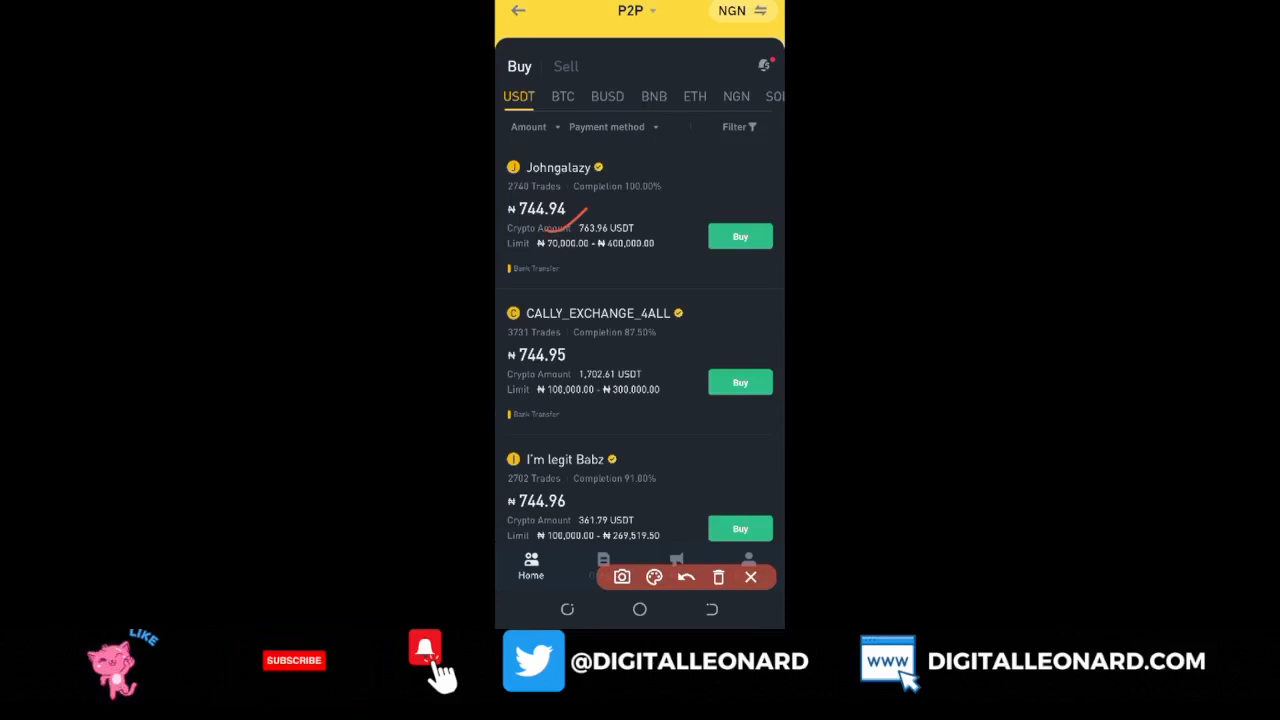 P2P NGN
Buy Sell
USDT BTC BUSD BNB ETH NGN
Amount Payment method Filter
J Johngalazy
2740 Trades Completion 100.00%
₦ 744.94
Crypto Amount 763.96 USDT
Buy
Limit ₦ 70,000.00 - ₦ 400,000.00
Bank Transfer
C CALLY_EXCHANGE_4ALL
3731 Trades Completion 87.50%
₦ 744.95
Crypto Amount 1,702.61 USDT
Buy
Limit ₦ 100,000.00 - ₦ 300,000.00
Bank Transfer
I I'm legit Babz
2702 Trades Completion 91.00%
₦ 744.96
Crypto Amount 361.79 USDT
Buy
Limit ₦ 100,000.00 - ₦ 269,519.50
Home
LIKE
SUBSCRIBE
@DIGITALLEONARD
WWW
DIGITALLEONARD.COM